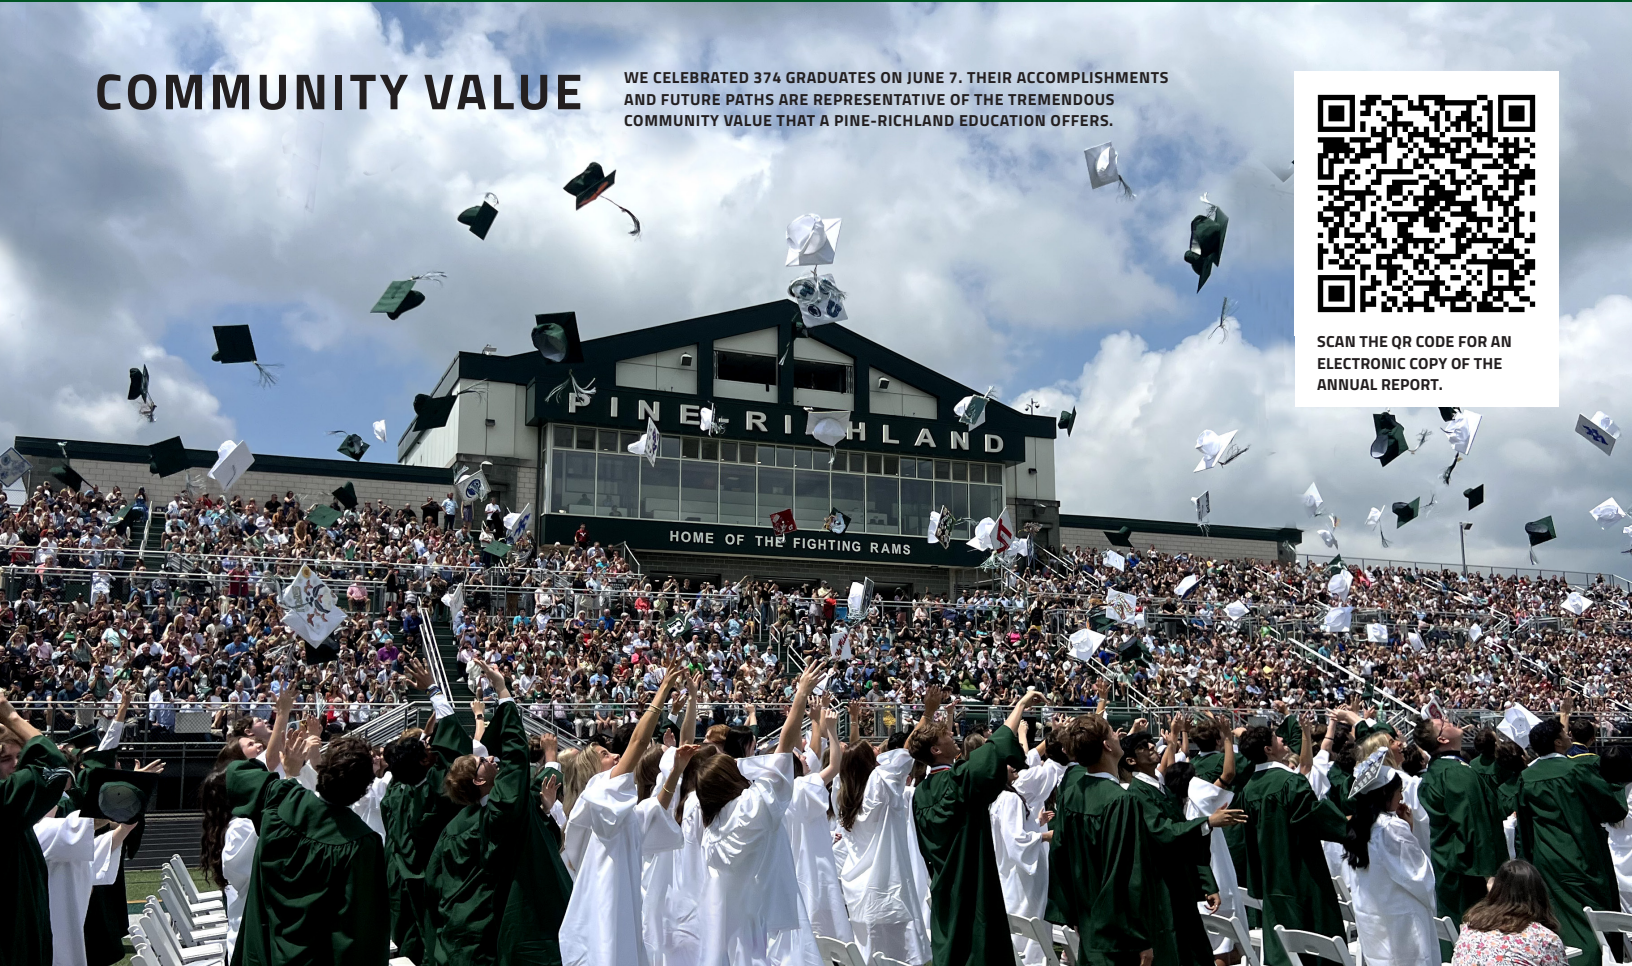 COMMUNITY VALUE
WE CELEBRATED 374 GRADUATES ON JUNE 7. THEIR ACCOMPLISHMENTS
AND FUTURE PATHS ARE REPRESENTATIVE OF THE TREMENDOUS
COMMUNITY VALUE THAT A PINE-RICHLAND EDUCATION OFFERS.
SCAN THE QR CODE FOR AN
ELECTRONIC COPY OF THE
ANNUAL REPORT.
PINE-RICHLAND
HOME OF THE FIGHTING RAMS